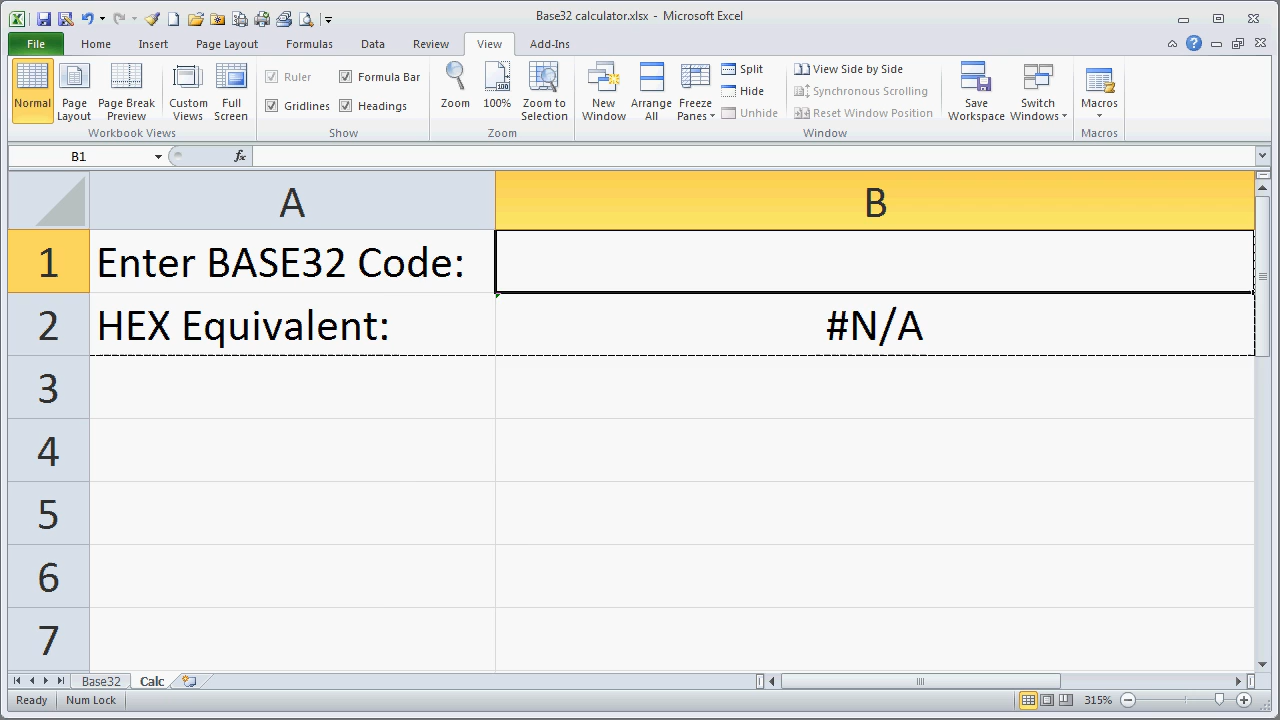 Base32 calculator.xlsx - Microsoft Excel
File Home Insert Page Layout Formulas Data Review View Add-Ins
Normal Page Layout Page Break Preview Custom Views Full Screen
Workbook Views
Ruler Formula Bar
Gridlines Headings
Show
Zoom 100% Zoom to Selection
Zoom
New Window Arrange All Freeze Panes
Split
Hide
Unhide
View Side by Side
Synchronous Scrolling
Reset Window Position
Save Workspace Switch Windows
Window
Macros
Macros
B1 fx
A B
1 Enter BASE32 Code:
2 HEX Equivalent: #N/A
3
4
5
6
7
Base32 Calc
Ready Num Lock 315%